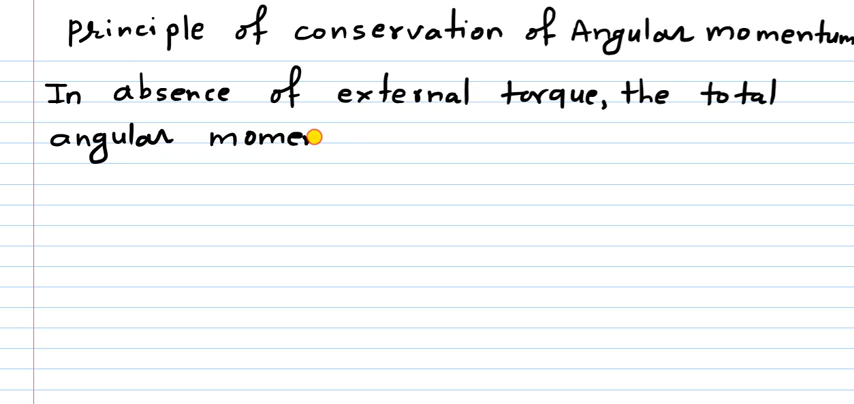 Principle of conservation of Angular momentum
In absence of external torque, the total
angular momen